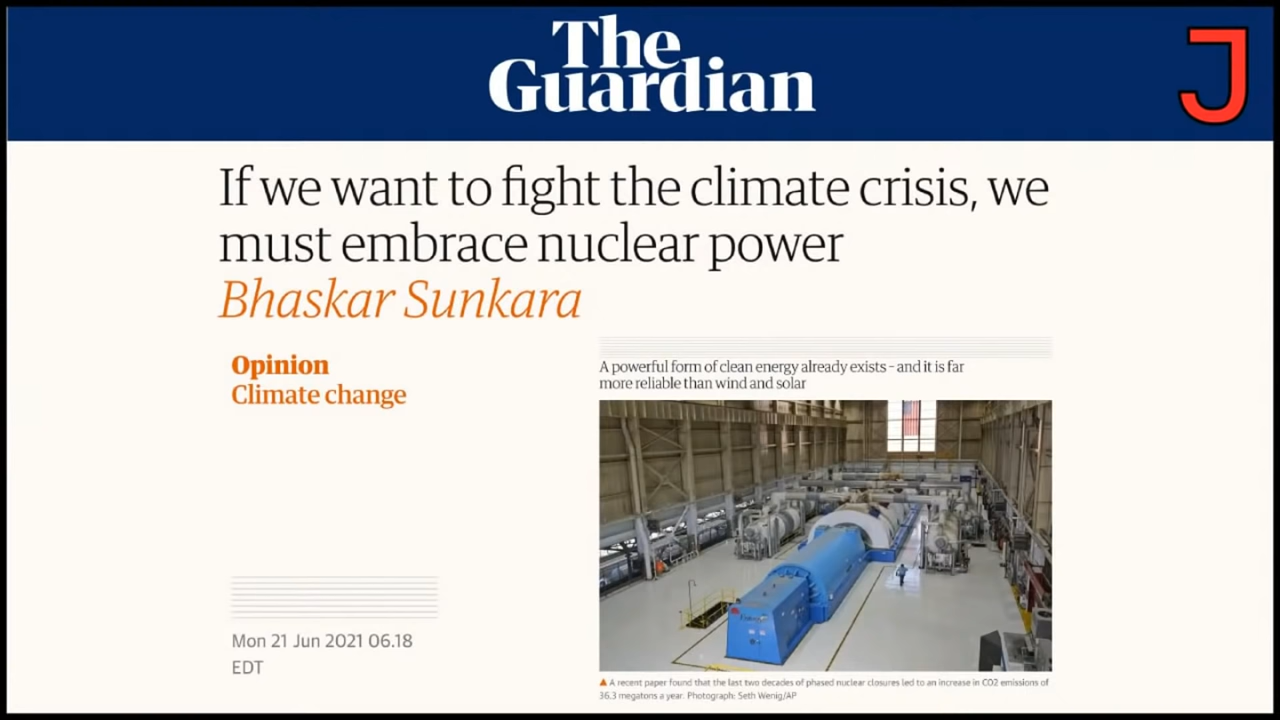 The
Guardian
J
If we want to fight the climate crisis, we
must embrace nuclear power
Bhaskar Sunkara
Opinion
Climate change
A powerful form of clean energy already exists – and it is far
more reliable than wind and solar
Mon 21 Jun 2021 06.18
EDT
A recent paper found that the last two decades of phased nuclear closures led to an increase in CO2 emissions of
36.3 megatons a year. Photograph: Seth Wenig/AP